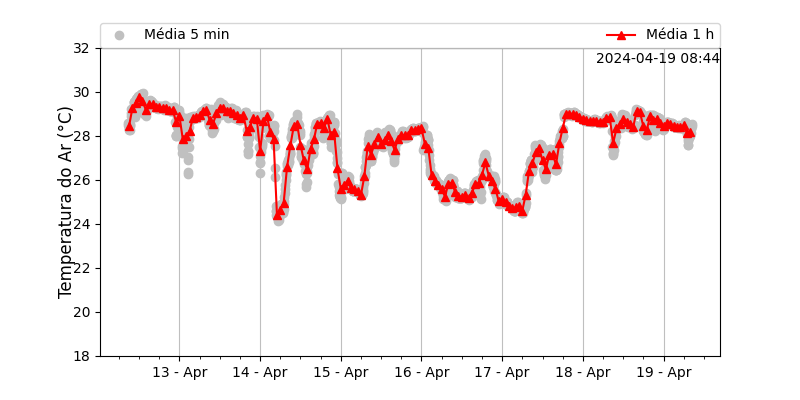 Média 5 min
Média 1 h
2024-04-19 08:44
Temperatura do Ar (°C)
32
30
28
26
24
22
20
18
13 - Apr
14 - Apr
15 - Apr
16 - Apr
17 - Apr
18 - Apr
19 - Apr